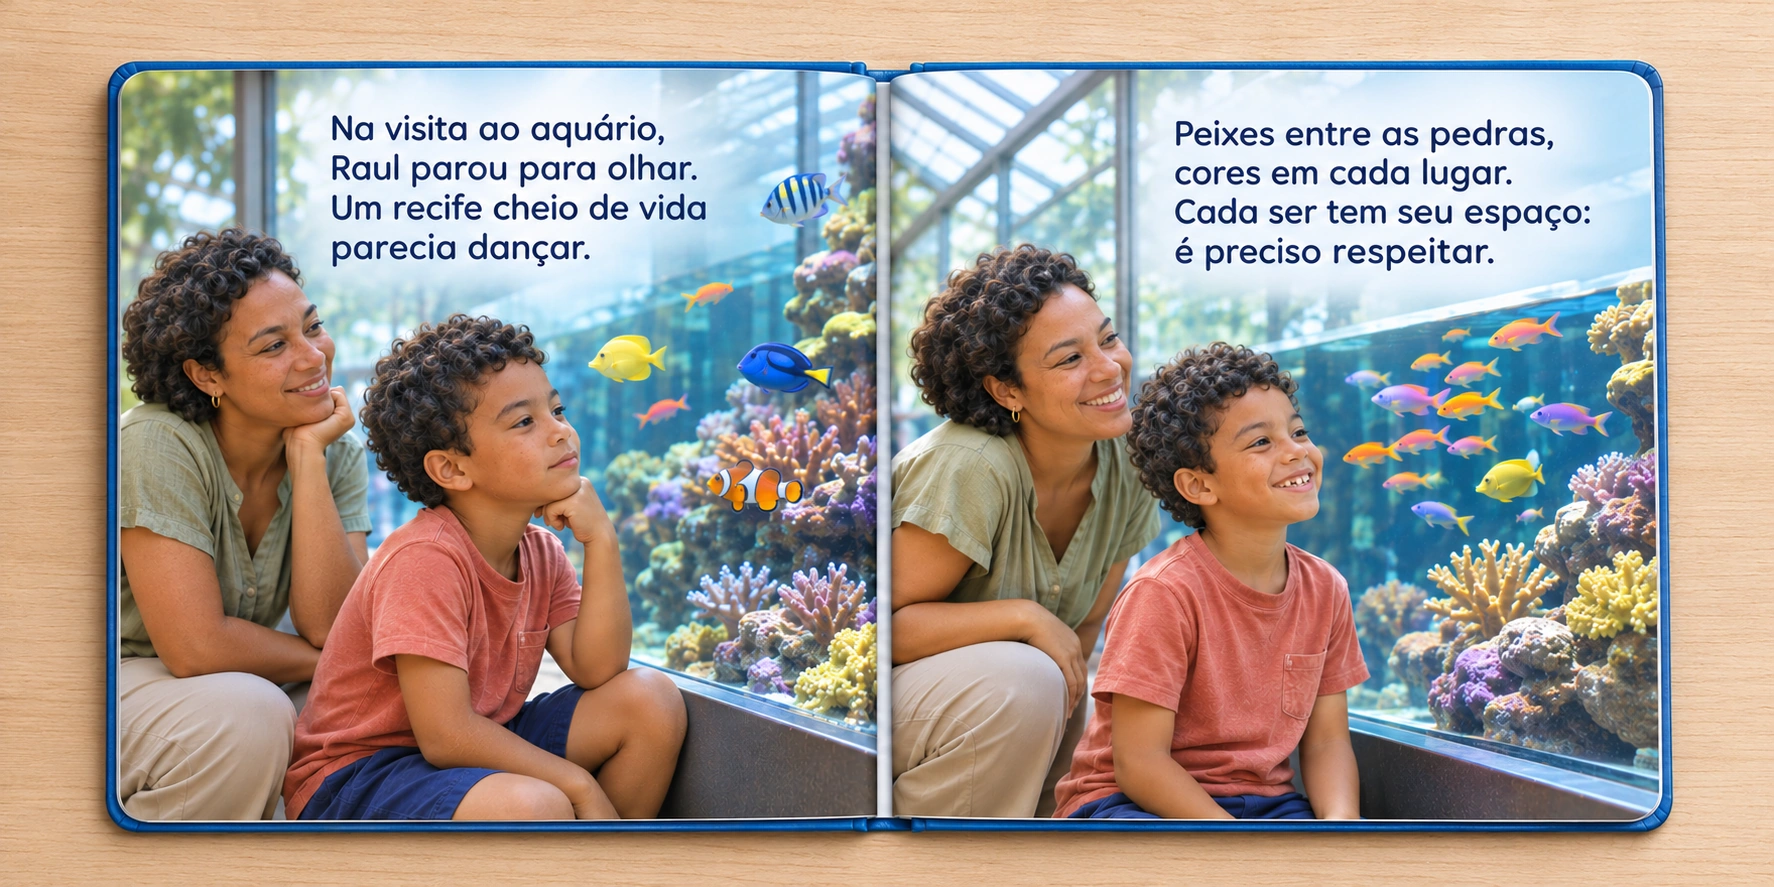 Na visita ao aquário,
Raul parou para olhar.
Um recife cheio de vida
parecia dançar.
Peixes entre as pedras,
cores em cada lugar.
Cada ser tem seu espaço:
é preciso respeitar.